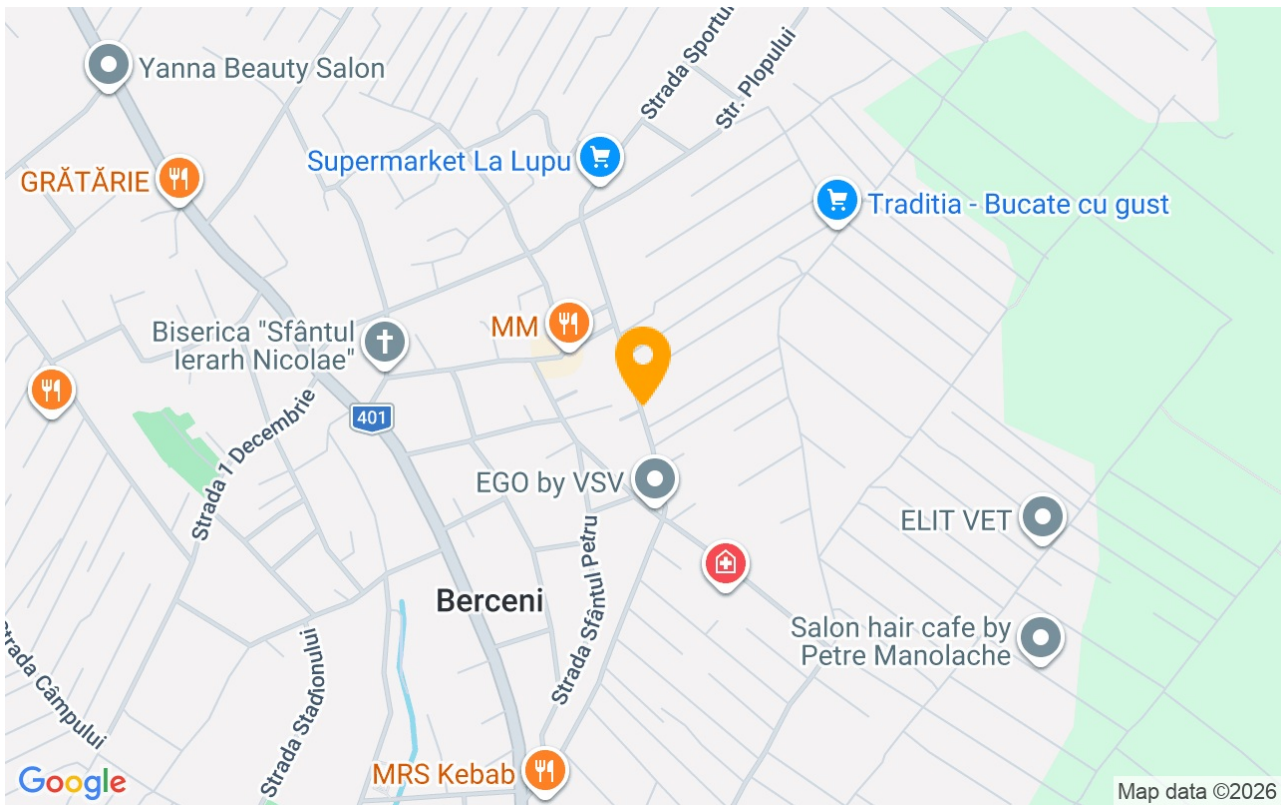 Strada Sportul
Str. Plopului
Yanna Beauty Salon
Supermarket La Lupu
GRĂTĂRIE
Traditia - Bucate cu gust
MM
Biserica "Sfântul
Ierarh Nicolae"
401
Strada 1 Decembrie
EGO by VSV
ELIT VET
Strada Sfântul Petru
Berceni
Salon hair cafe by
Petre Manolache
Strada Câmpului
Strada Stadionului
MRS Kebab
Google
Map data ©2026